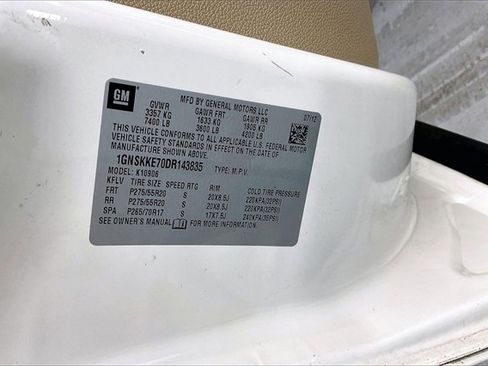 GM
MFD BY GENERAL MOTORS LLC
07/12
GVWR GAWR FRT GAWR RR
3357 KG 1633 KG 1905 KG
7400 LB 3600 LB 4200 LB
THIS VEHICLE CONFORMS TO ALL APPLICABLE U.S. FEDERAL MOTOR
VEHICLE SAFETY STANDARDS IN EFFECT ON THE DATE OF
MANUFACTURE SHOWN ABOVE.
1GNSKKE70DR143835 TYPE: M.P.V.
MODEL: K10906
KFLV TIRE SIZE SPEED RTG RIM COLD TIRE PRESSURE
FRT P275/55R20 S 20X8.5J 220KPA(32PSI)
RR P275/55R20 S 20X8.5J 220KPA(32PSI)
SPA P265/70R17 S 17X7.5J 240KPA(35PSI)
SEE OWNER'S MANUAL FOR MORE INFORMATION.